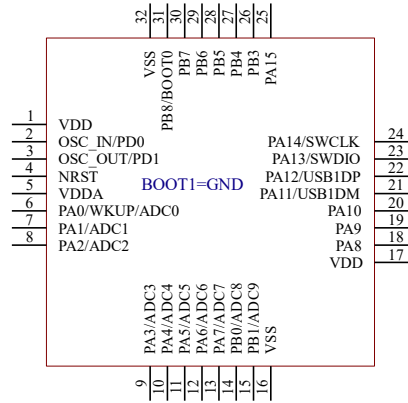 32 31 30 29 28 27 26 25
VSS
PB8/BOOT0
PB7
PB6
PB5
PB4
PB3
PA15
1 VDD
2 OSC_IN/PD0
3 OSC_OUT/PD1
4 NRST
5 VDDA
6 PA0/WKUP/ADC0
7 PA1/ADC1
8 PA2/ADC2
BOOT1=GND
PA14/SWCLK 24
PA13/SWDIO 23
PA12/USB1DP 22
PA11/USB1DM 21
PA10 20
PA9 19
PA8 18
VDD 17
PA3/ADC3
PA4/ADC4
PA5/ADC5
PA6/ADC6
PA7/ADC7
PB0/ADC8
PB1/ADC9
VSS
9 10 11 12 13 14 15 16